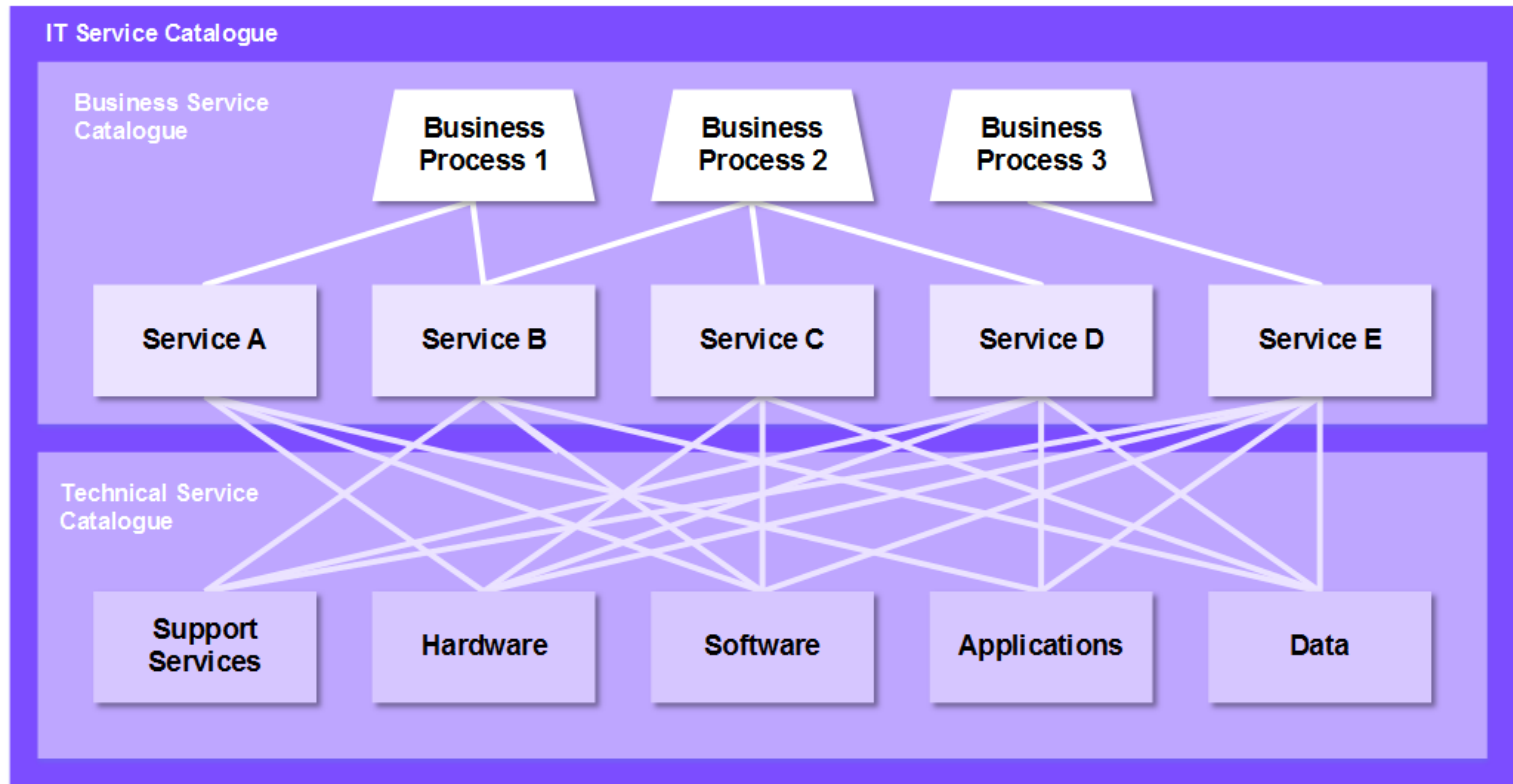 IT Service Catalogue
Business Service
Catalogue
Business
Process 1
Business
Process 2
Business
Process 3
Service A
Service B
Service C
Service D
Service E
Technical Service
Catalogue
Support
Services
Hardware
Software
Applications
Data